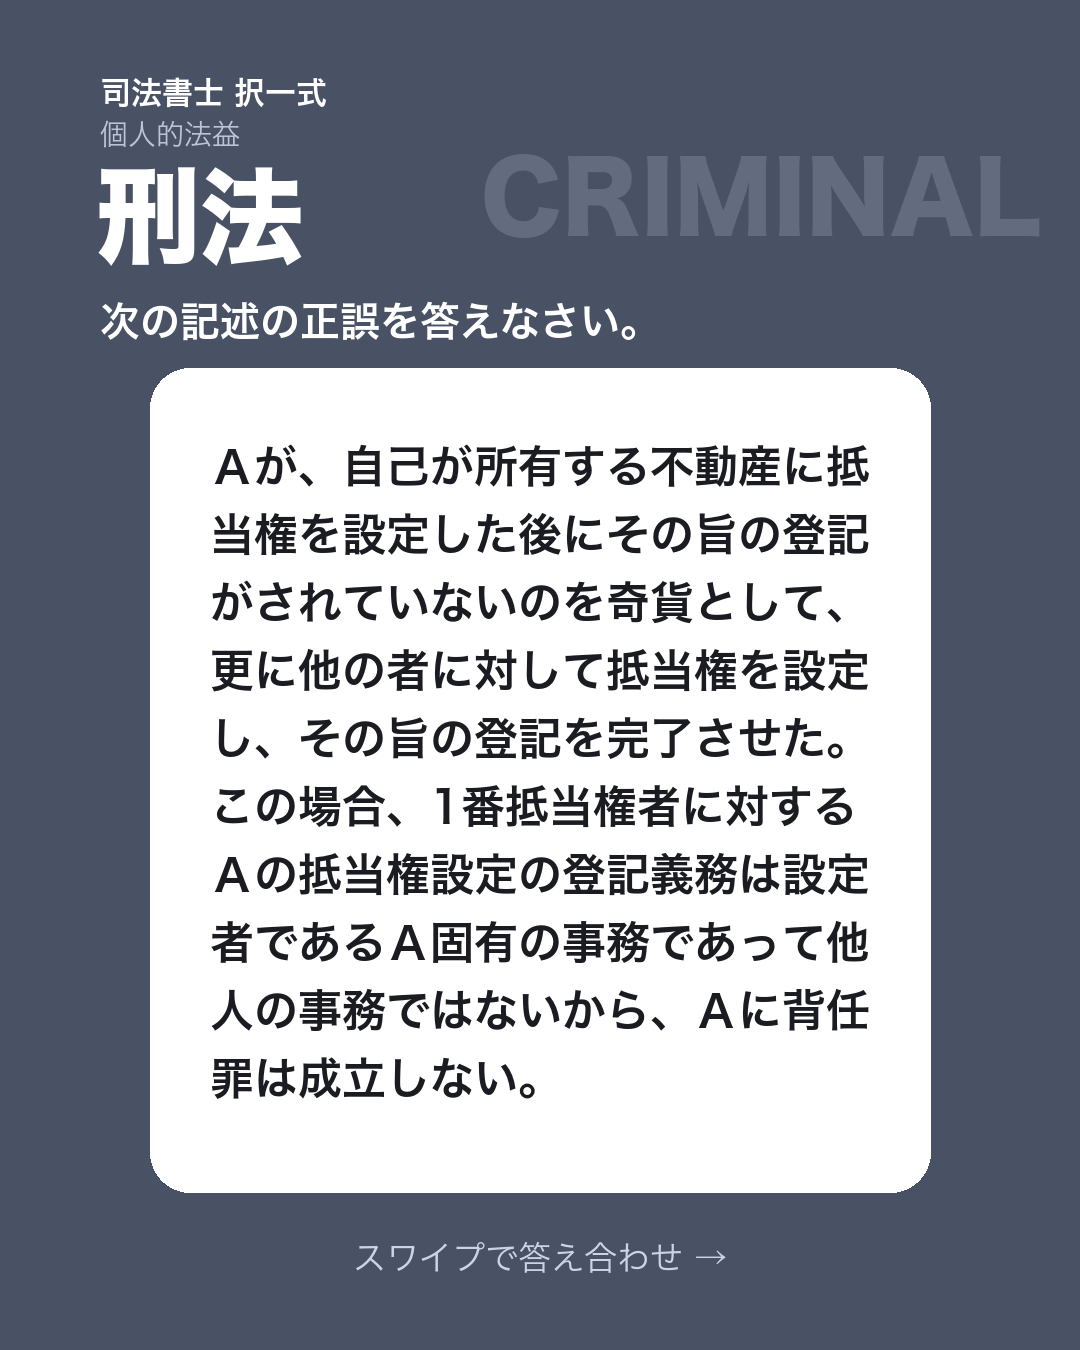 司法書士 択一式
個人的法益
刑法
CRIMINAL
次の記述の正誤を答えなさい。
Ａが、自己が所有する不動産に抵
当権を設定した後にその旨の登記
がされていないのを奇貨として、
更に他の者に対して抵当権を設定
し、その旨の登記を完了させた。
この場合、1番抵当権者に対する
Ａの抵当権設定の登記義務は設定
者であるＡ固有の事務であって他
人の事務ではないから、Ａに背任
罪は成立しない。
スワイプで答え合わせ →